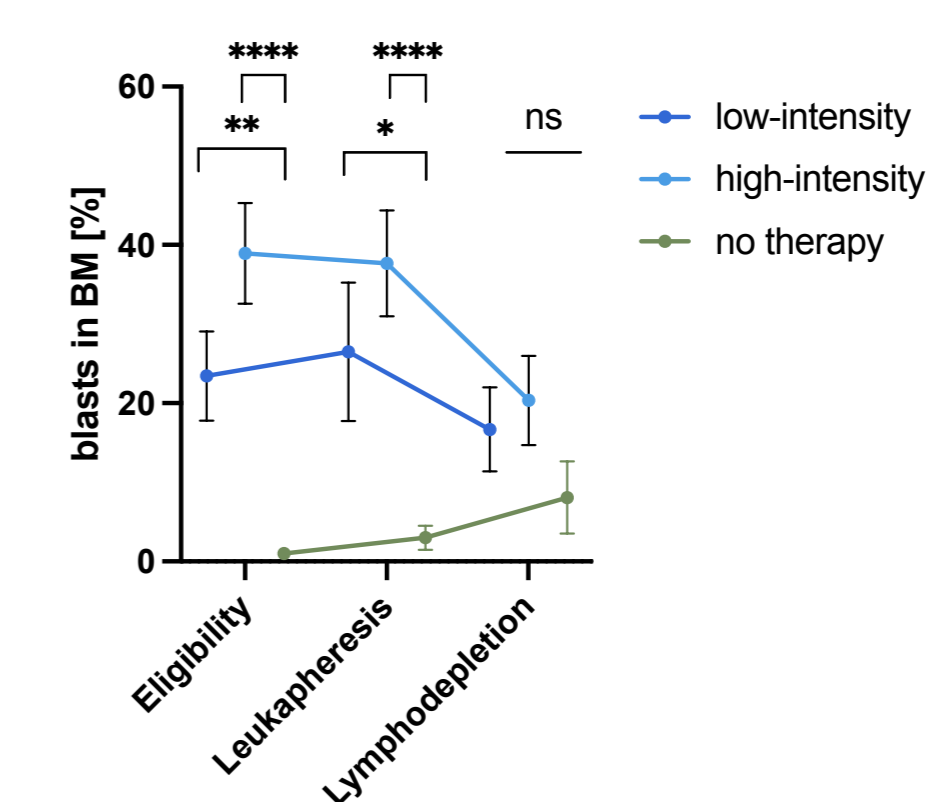 **** ****
** * ns
60
40
20
0
blasts in BM [%]
Eligibility
Leukapheresis
Lymphodepletion
low-intensity
high-intensity
no therapy